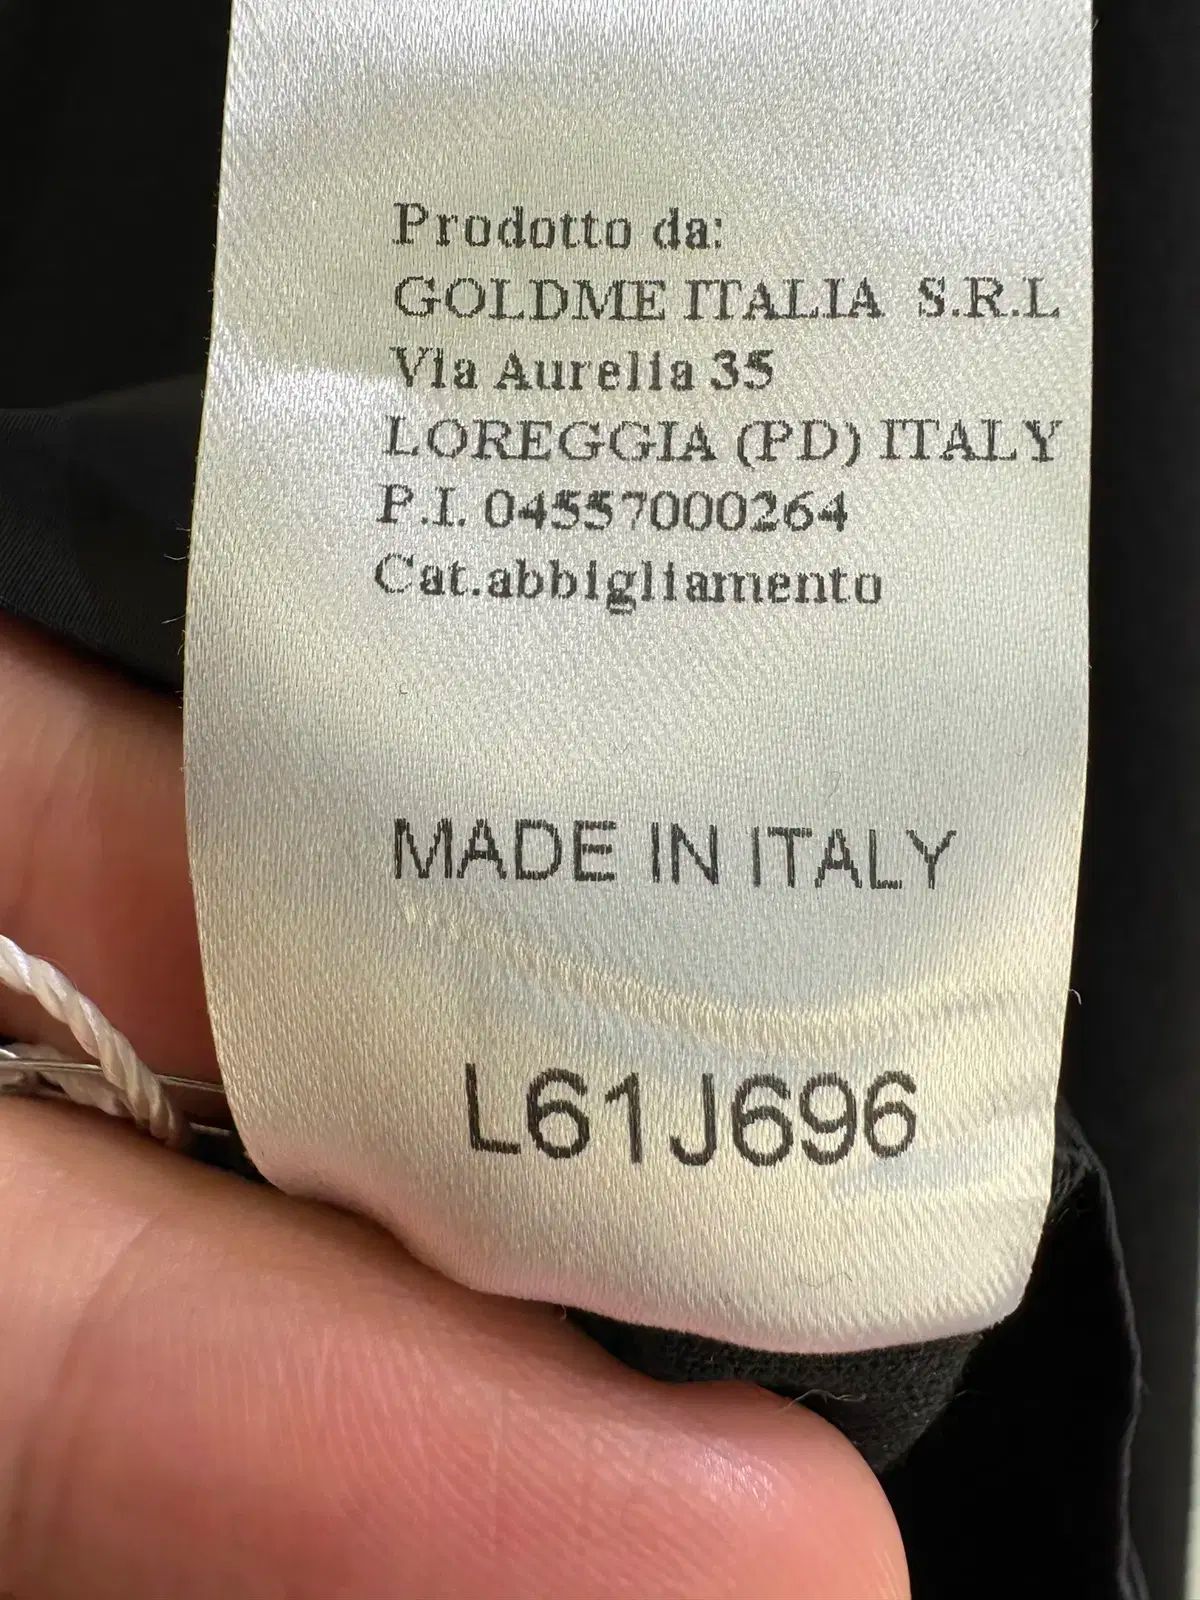 Prodotto da:
GOLDME ITALIA S.R.L
Via Aurelia 35
LOREGGIA (PD) ITALY
P.I. 04557000264
Cat.abbigliamento
MADE IN ITALY
L61J696